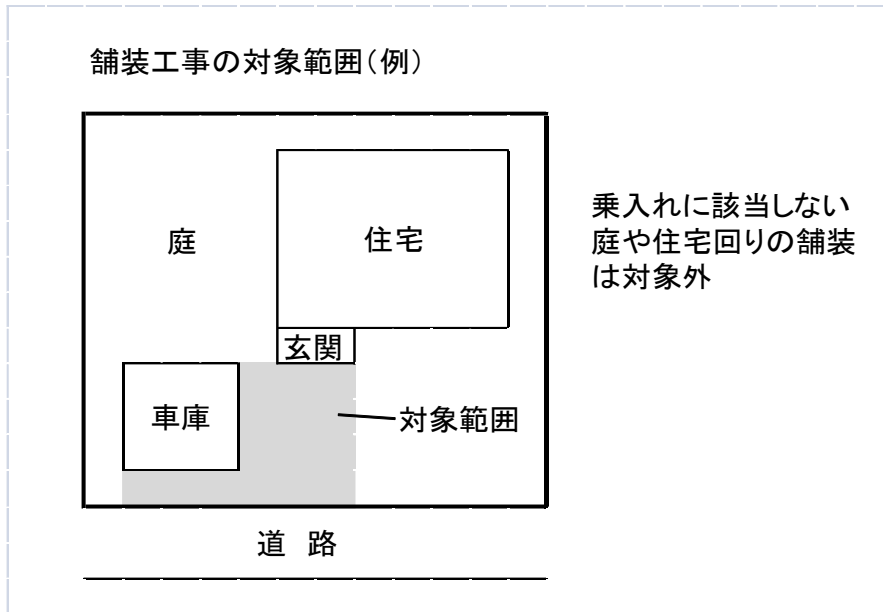 舗装工事の対象範囲（例）
庭
住宅
乗入れに該当しない
庭や住宅回りの舗装
は対象外
玄関
車庫
対象範囲
道 路